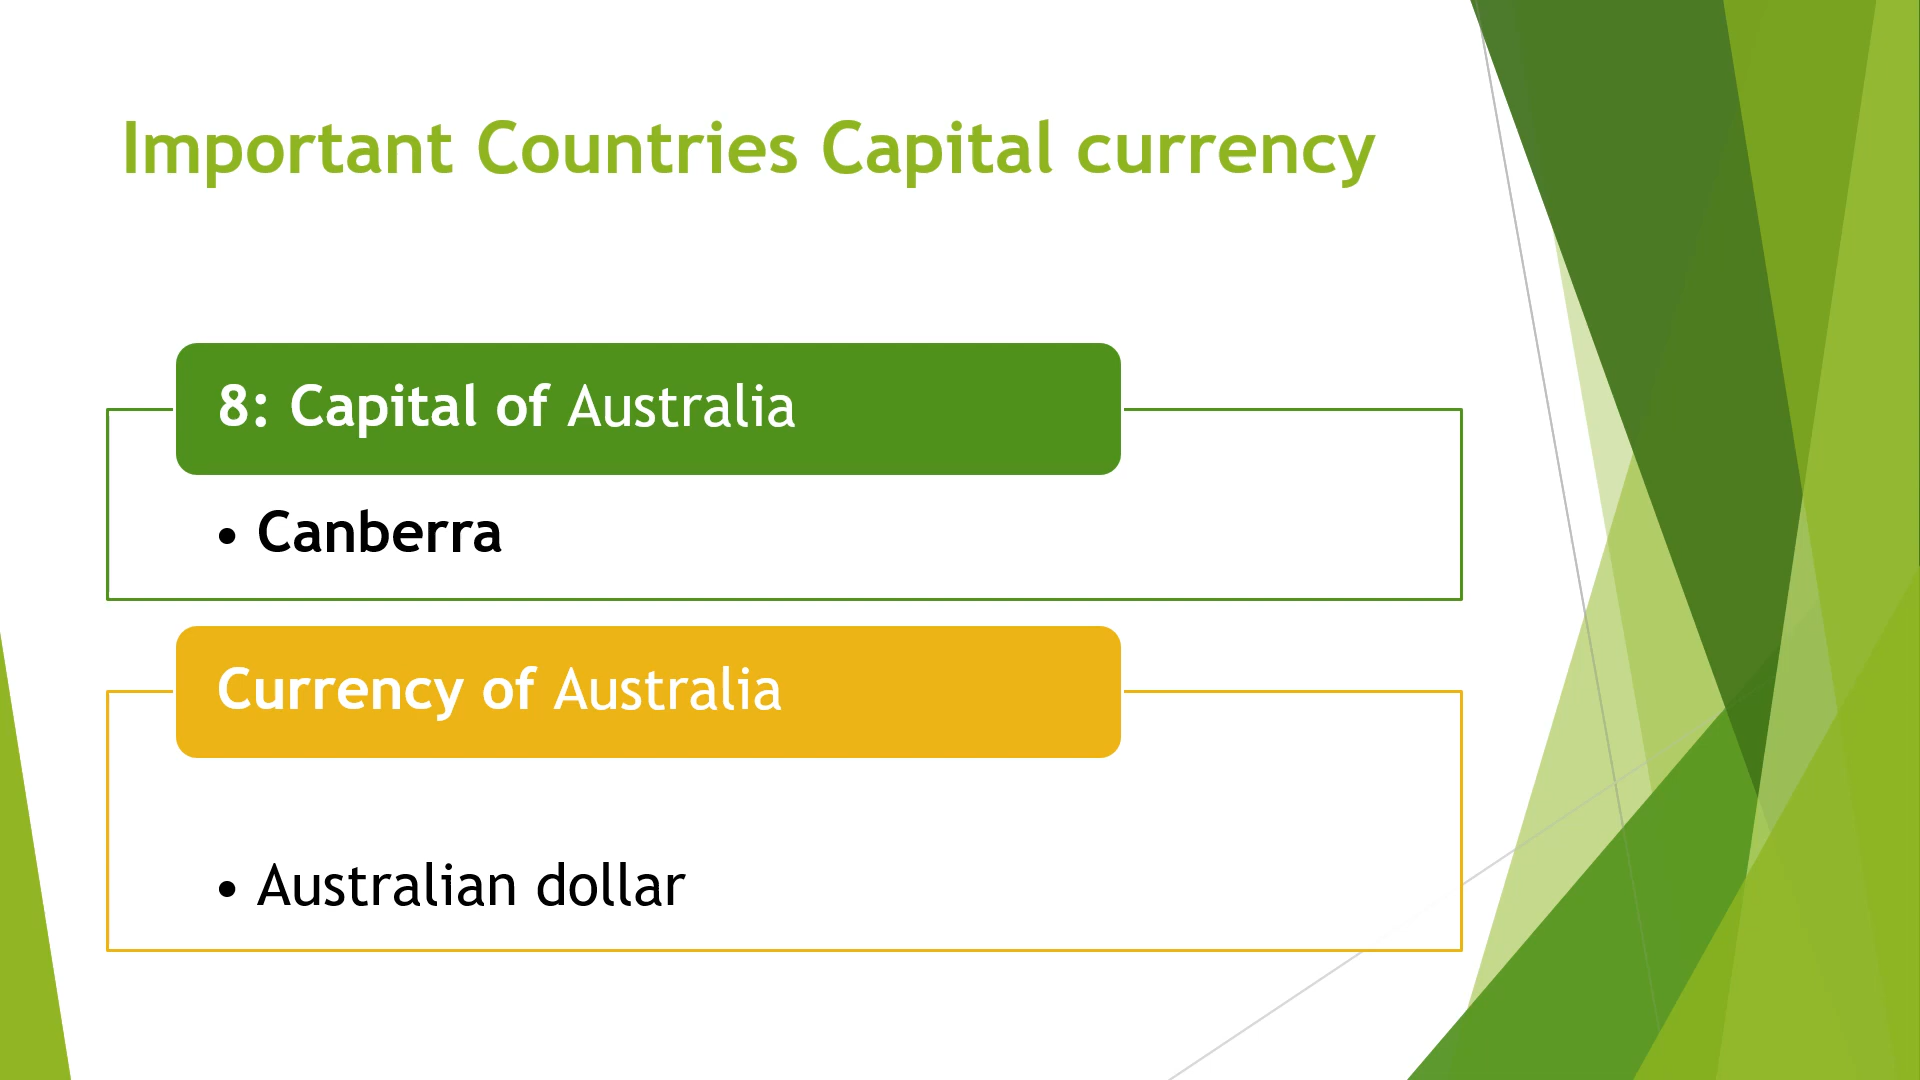 Important Countries Capital currency
8: Capital of Australia
• Canberra
Currency of Australia
• Australian dollar